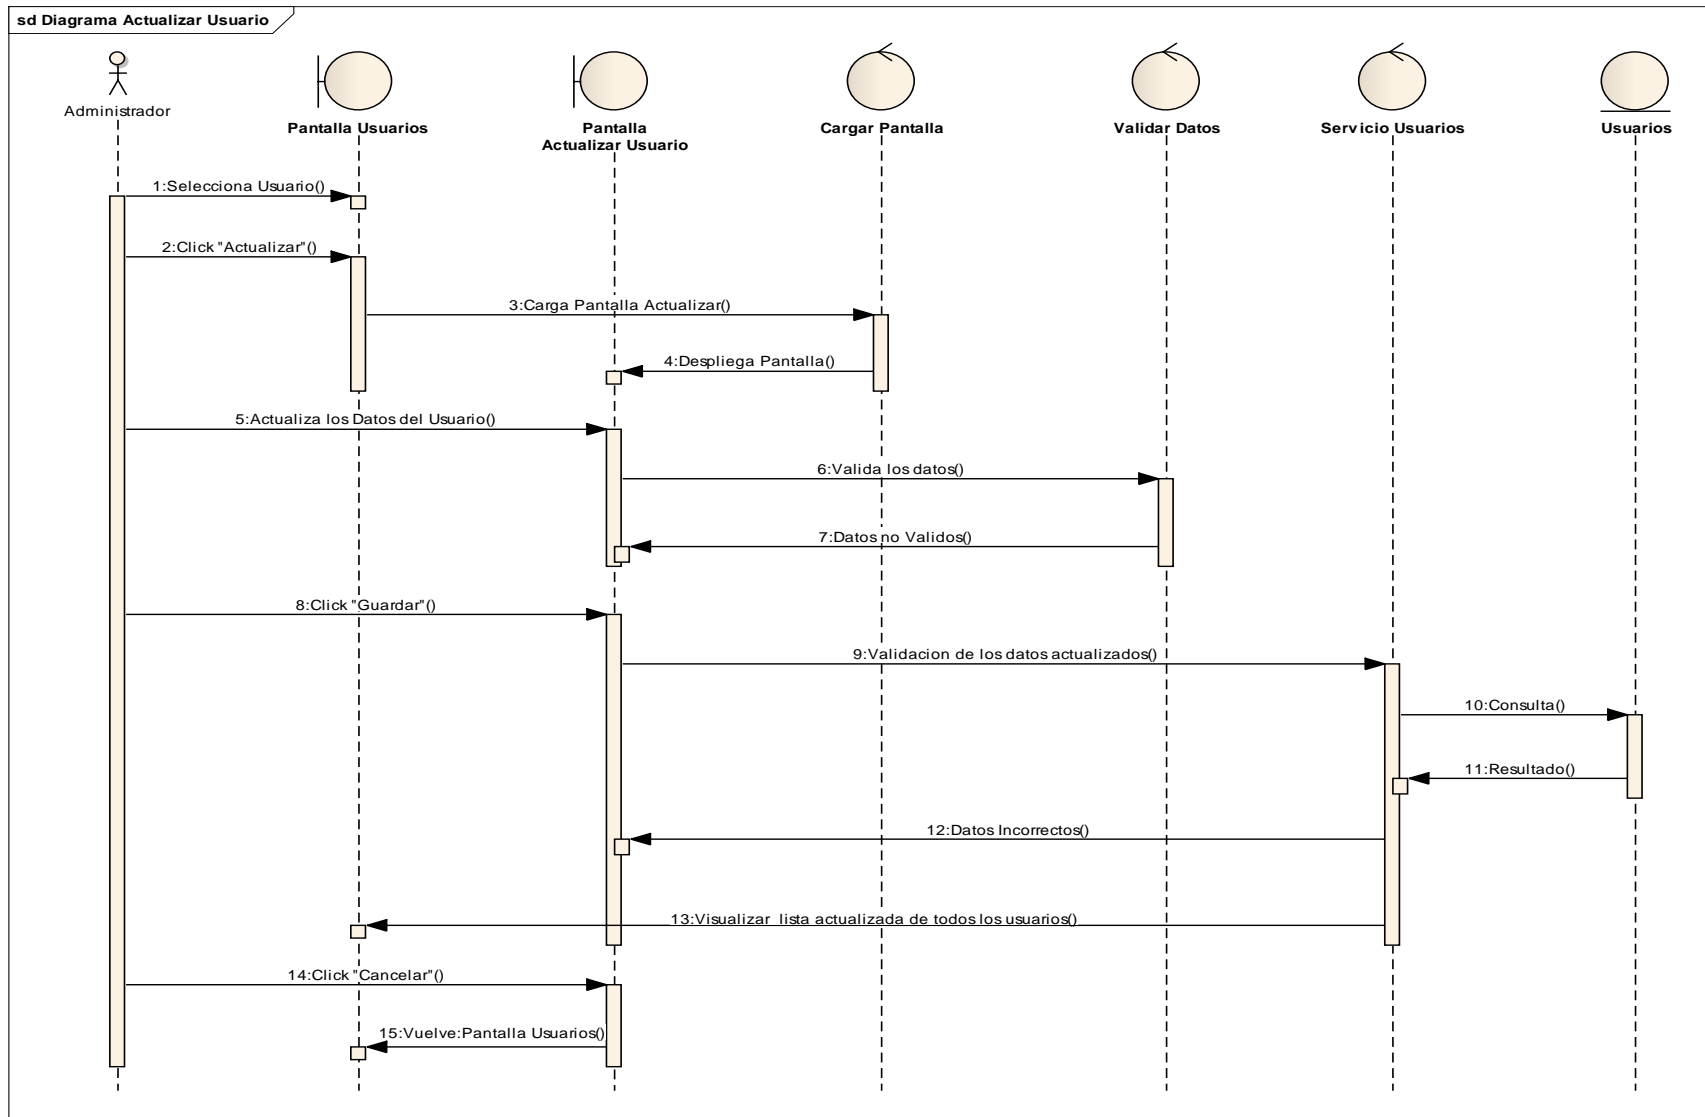 sd Diagrama Actualizar Usuario
Administrador
Pantalla Usuarios
Pantalla
Actualizar Usuario
Cargar Pantalla
Validar Datos
Servicio Usuarios
Usuarios
1:Selecciona Usuario()
2:Click "Actualizar"()
3:Carga Pantalla Actualizar()
4:Despliega Pantalla()
5:Actualiza los Datos del Usuario()
6:Valida los datos()
7:Datos no Validos()
8:Click "Guardar"()
9:Validacion de los datos actualizados()
10:Consulta()
11:Resultado()
12:Datos Incorrectos()
13:Visualizar lista actualizada de todos los usuarios()
14:Click "Cancelar"()
15:Vuelve:Pantalla Usuarios()